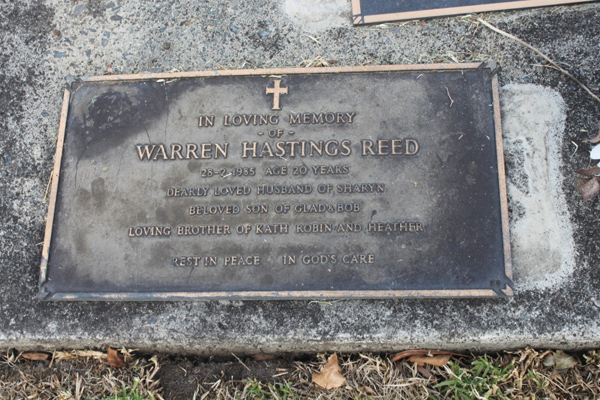 IN LOVING MEMORY
- OF -
WARREN HASTINGS REED
28-2-1985 AGE 20 YEARS
DEARLY LOVED HUSBAND OF SHARYN
BELOVED SON OF GLAD & BOB
LOVING BROTHER OF KATH ROBIN AND HEATHER
REST IN PEACE IN GOD'S CARE